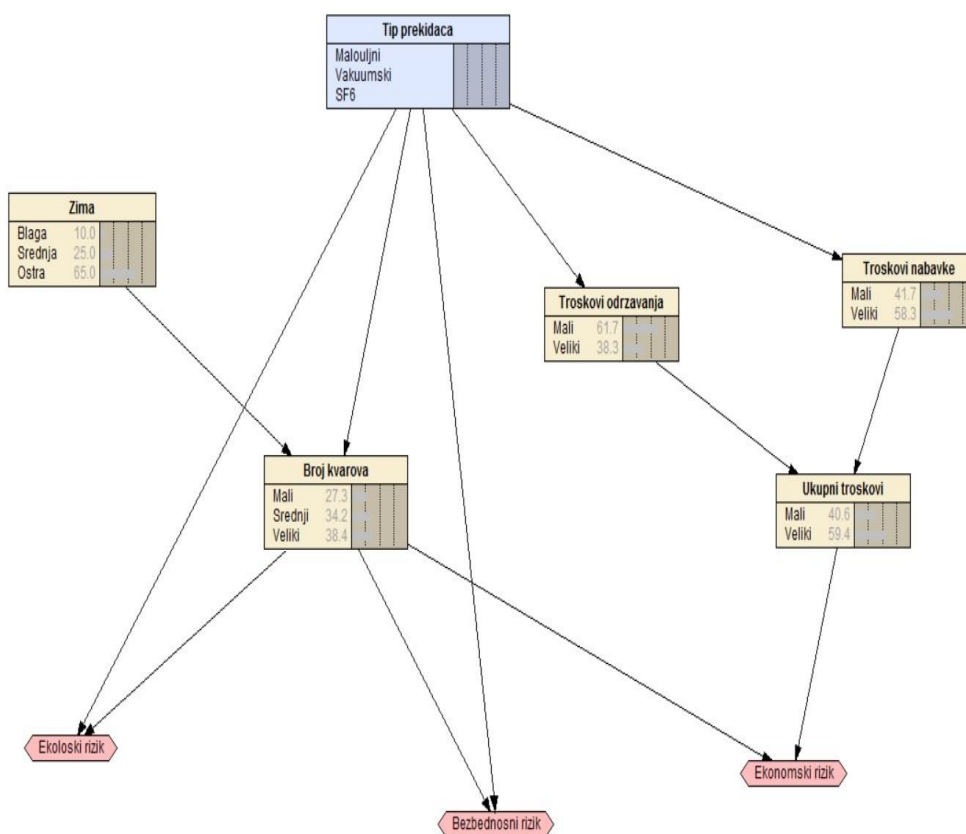 Tip prekidaca
Malouljni
Vakuumski
SF6
Zima
Blaga 10.0
Srednja 25.0
Ostra 65.0
Troskovi nabavke
Mali 41.7
Veliki 58.3
Troskovi odrzavanja
Mali 61.7
Veliki 38.3
Broj kvarova
Mali 27.3
Srednji 34.2
Veliki 38.4
Ukupni troskovi
Mali 40.6
Veliki 59.4
Ekoloski rizik
Ekonomski rizik
Bezbednosni rizik